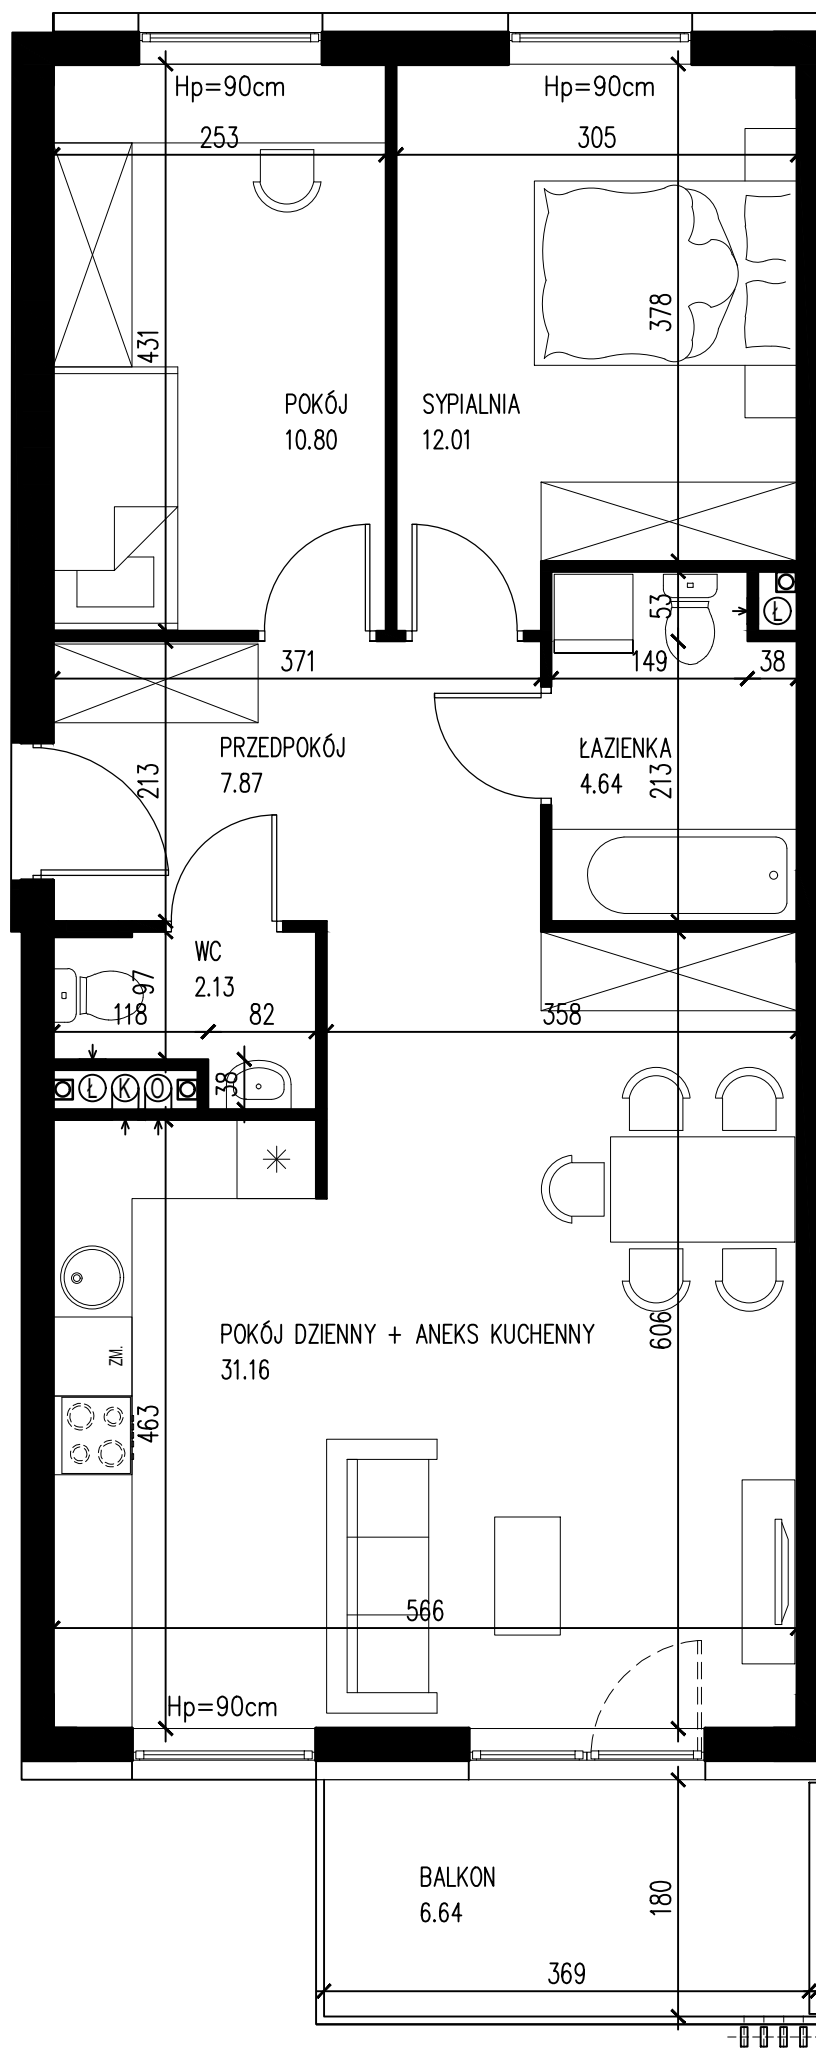 Hp=90cm
Hp=90cm
253
305
431
378
POKÓJ
10.80
SYPIALNIA
12.01
53
Ł
371
149
38
PRZEDPOKÓJ
7.87
213
ŁAZIENKA
4.64
213
WC
2.13
97
118
82
358
38
Ł
K
O
606
POKÓJ DZIENNY + ANEKS KUCHENNY
31.16
ZM.
463
566
Hp=90cm
BALKON
6.64
180
369